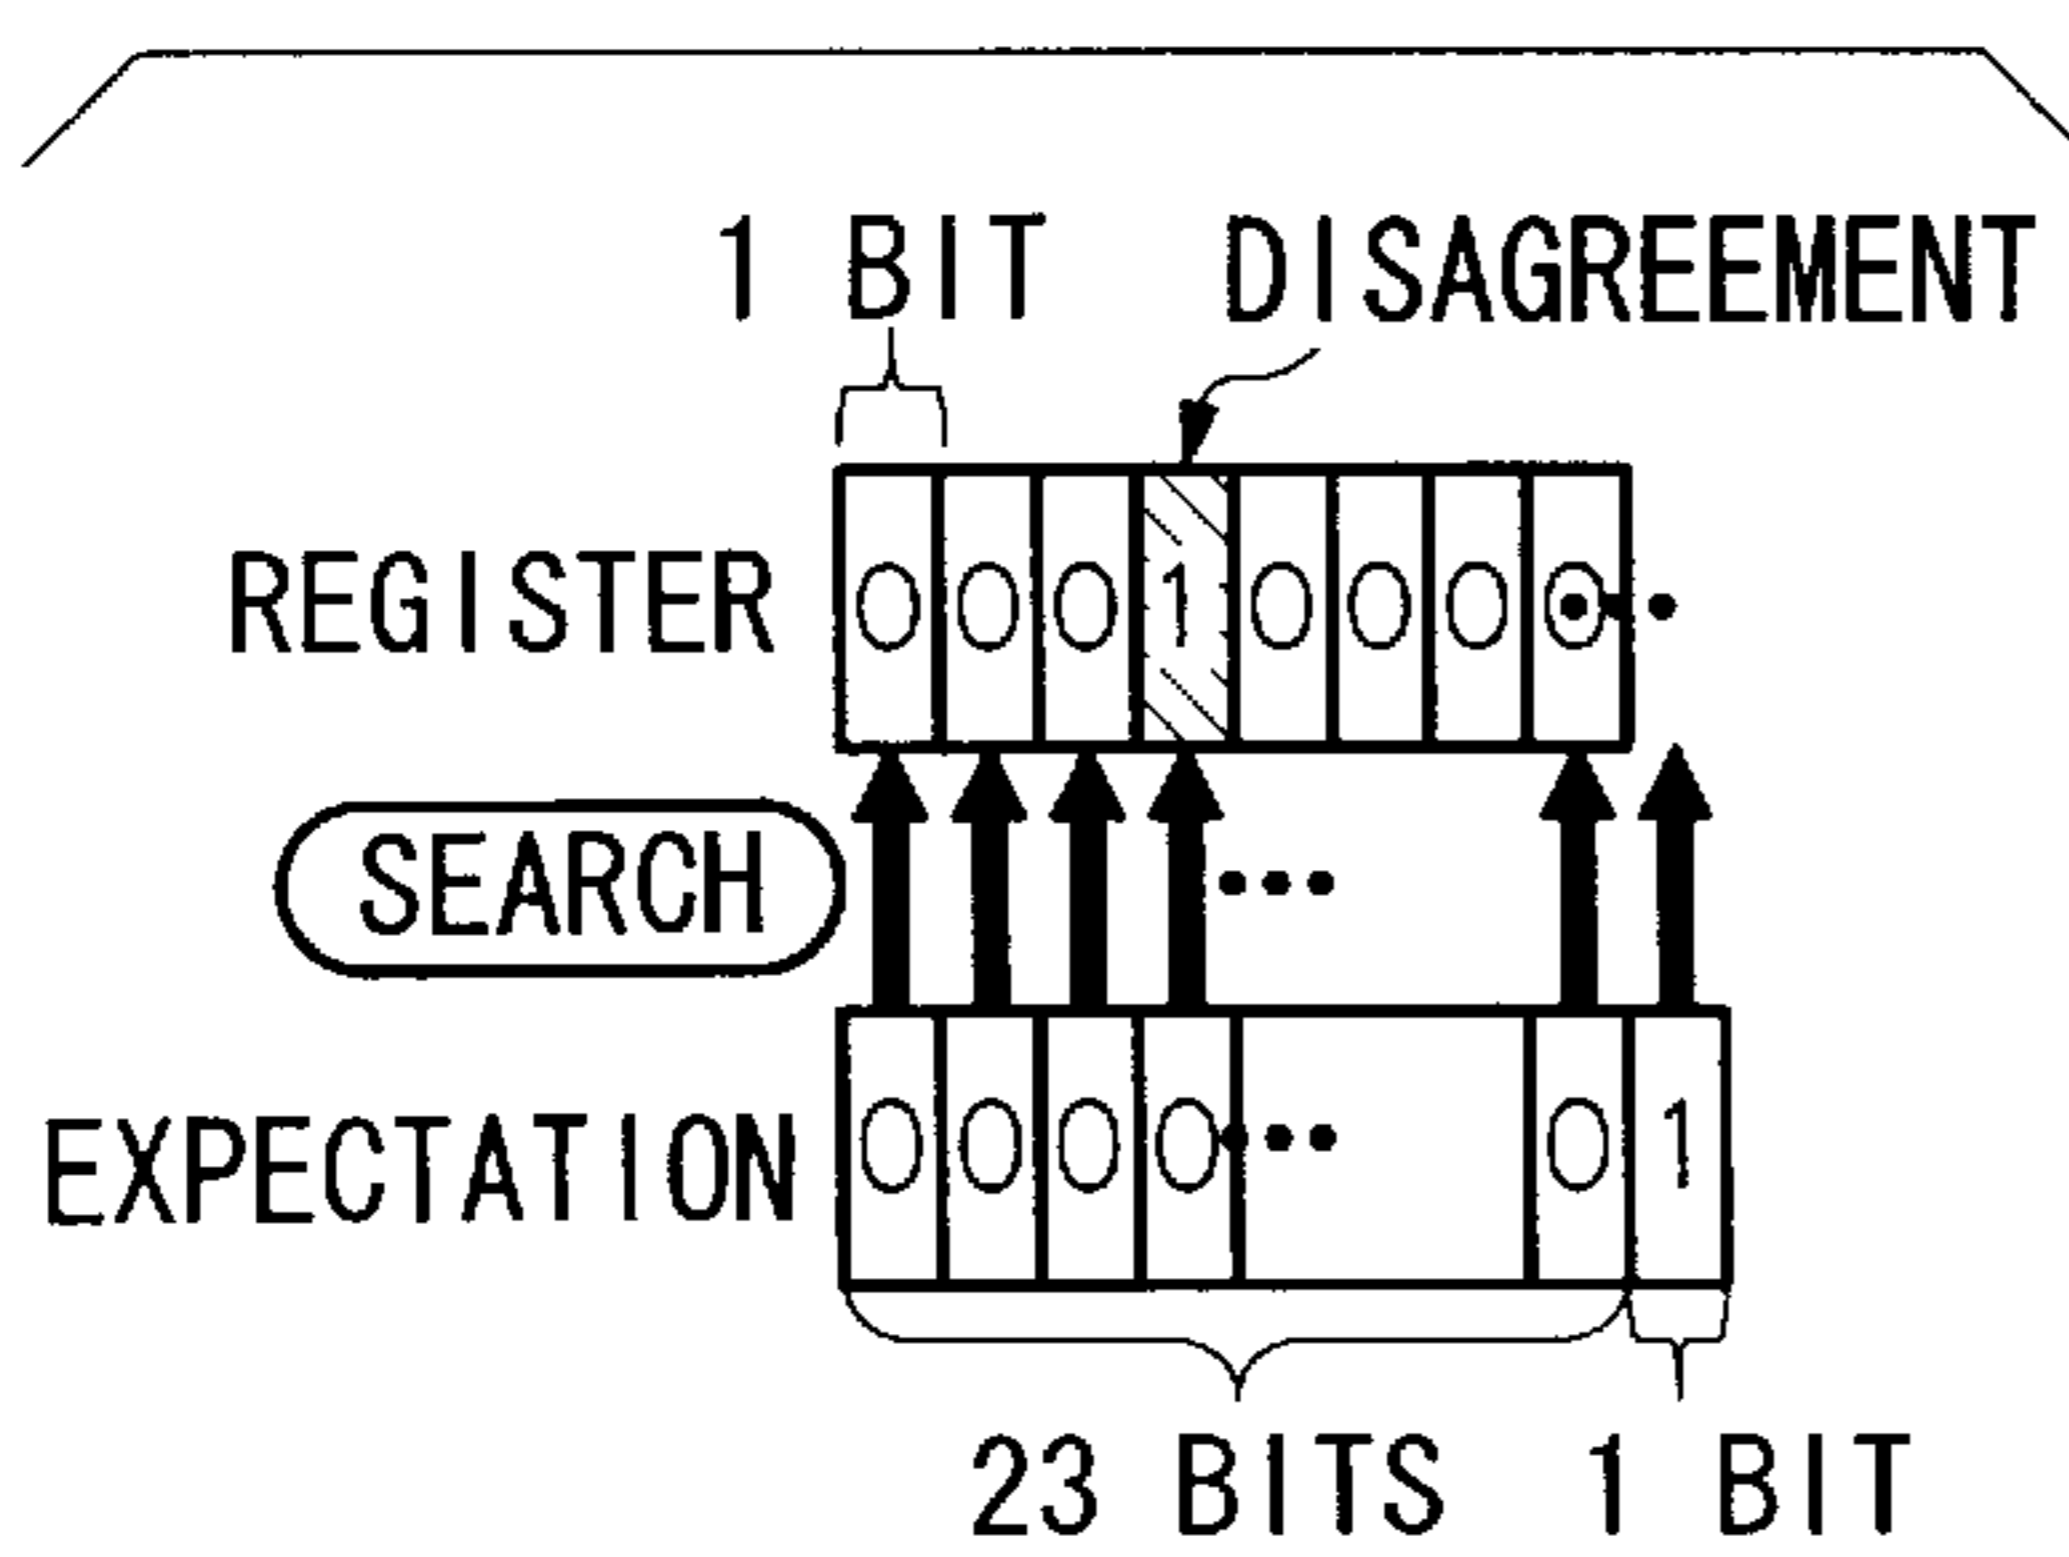 1 BIT DISAGREEMENT
REGISTER 0 0 0 1 0 0 0 0 •••
SEARCH •••
EXPECTATION 0 0 0 0 ••• 0 1
23 BITS 1 BIT